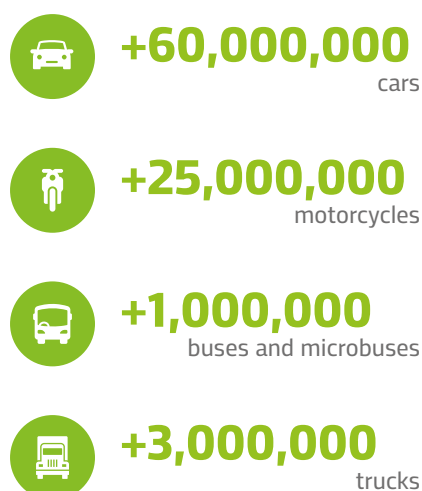 +60,000,000
cars
+25,000,000
motorcycles
+1,000,000
buses and microbuses
+3,000,000
trucks